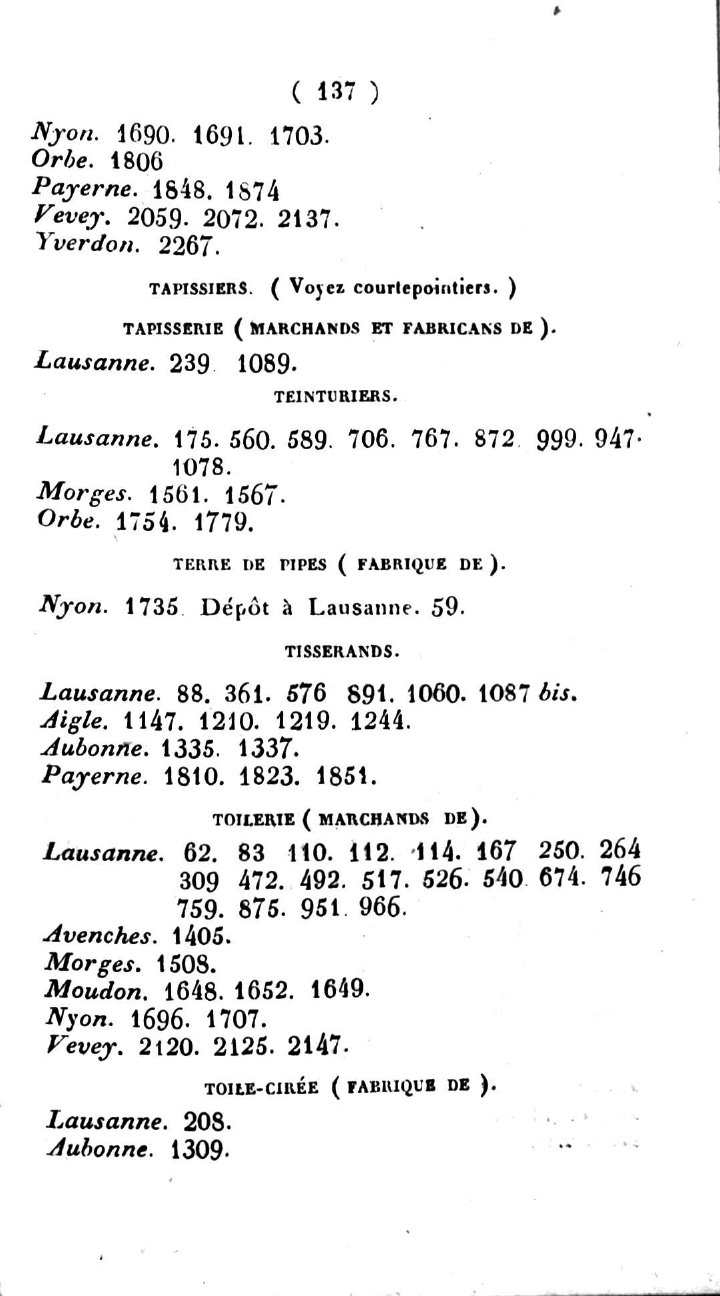 ( 137 )
Nyon. 1690. 1691. 1703.
Orbe. 1806
Payerne. 1848. 1874
Vevey. 2059. 2072. 2137.
Yverdon. 2267.
TAPISSIERS. ( Voyez courtepointiers. )
TAPISSERIE ( MARCHANDS ET FABRICANS DE ).
Lausanne. 239 1089.
TEINTURIERS.
Lausanne. 175. 560. 589. 706. 767. 872 999. 947.
1078.
Morges. 1561. 1567.
Orbe. 1754. 1779.
TERRE DE PIPES ( FABRIQUE DE ).
Nyon. 1735. Dépôt à Lausanne. 59.
TISSERANDS.
Lausanne. 88. 361. 576 891. 1060. 1087 bis.
Aigle. 1147. 1210. 1219. 1244.
Aubonne. 1335. 1337.
Payerne. 1810. 1823. 1851.
TOILERIE ( MARCHANDS DE ).
Lausanne. 62. 83 110. 112. 114. 167 250. 264
309 472. 492. 517. 526. 540. 674. 746
759. 875. 951. 966.
Avenches. 1405.
Morges. 1508.
Moudon. 1648. 1652. 1649.
Nyon. 1696. 1707.
Vevey. 2120. 2125. 2147.
TOILE-CIRÉE ( FABRIQUE DE ).
Lausanne. 208.
Aubonne. 1309.